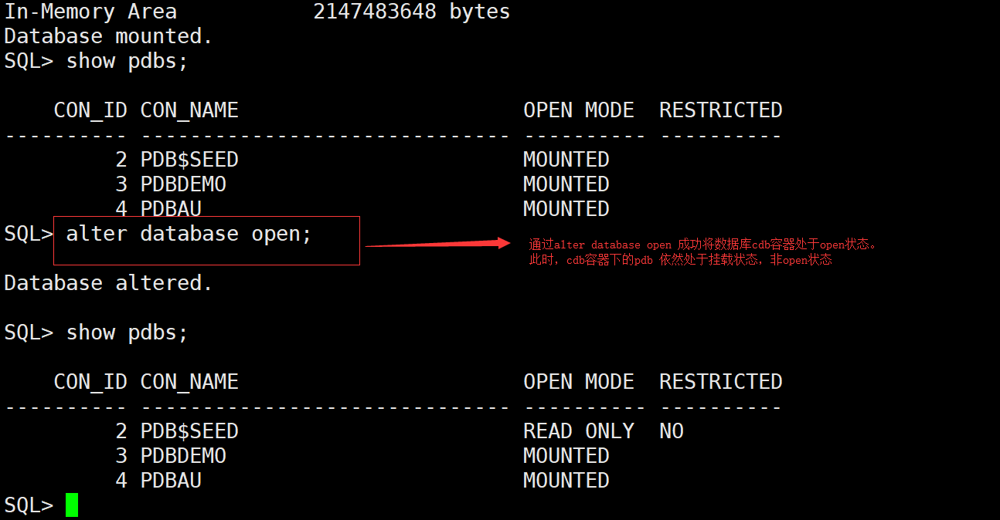 In-Memory Area           2147483648 bytes
Database mounted.
SQL> show pdbs;
    CON_ID CON_NAME                       OPEN MODE  RESTRICTED
---------- ------------------------------ ---------- ----------
         2 PDB$SEED                       MOUNTED
         3 PDBDEMO                        MOUNTED
         4 PDBAU                          MOUNTED
SQL> alter database open;
通过alter database open 成功将数据库cdb容器处于open状态。
此时，cdb容器下的pdb 依然处于挂载状态，非open状态
Database altered.
SQL> show pdbs;
    CON_ID CON_NAME                       OPEN MODE  RESTRICTED
---------- ------------------------------ ---------- ----------
         2 PDB$SEED                       READ ONLY  NO
         3 PDBDEMO                        MOUNTED
         4 PDBAU                          MOUNTED
SQL>